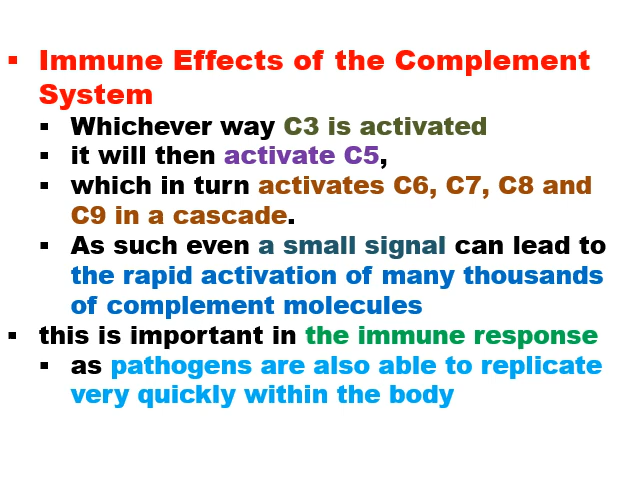 ▪ Immune Effects of the Complement
System
▪ Whichever way C3 is activated
▪ it will then activate C5,
▪ which in turn activates C6, C7, C8 and
C9 in a cascade.
▪ As such even a small signal can lead to
the rapid activation of many thousands
of complement molecules
▪ this is important in the immune response
▪ as pathogens are also able to replicate
very quickly within the body